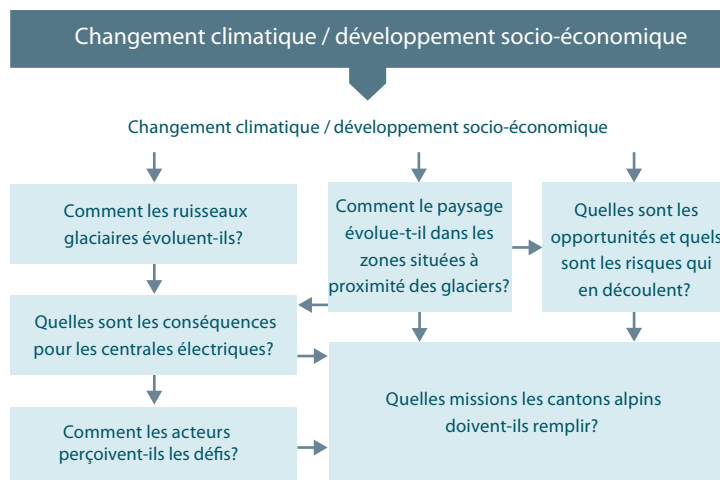 Changement climatique / développement socio-économique
Changement climatique / développement socio-économique
Comment les ruisseaux
glaciaires évoluent-ils?
Comment le paysage
évolue-t-il dans les
zones situées à
proximité des glaciers?
Quelles sont les
opportunités et quels
sont les risques qui
en découlent?
Quelles sont les conséquences
pour les centrales électriques?
Quelles missions les cantons alpins
doivent-ils remplir?
Comment les acteurs
perçoivent-ils les défis?